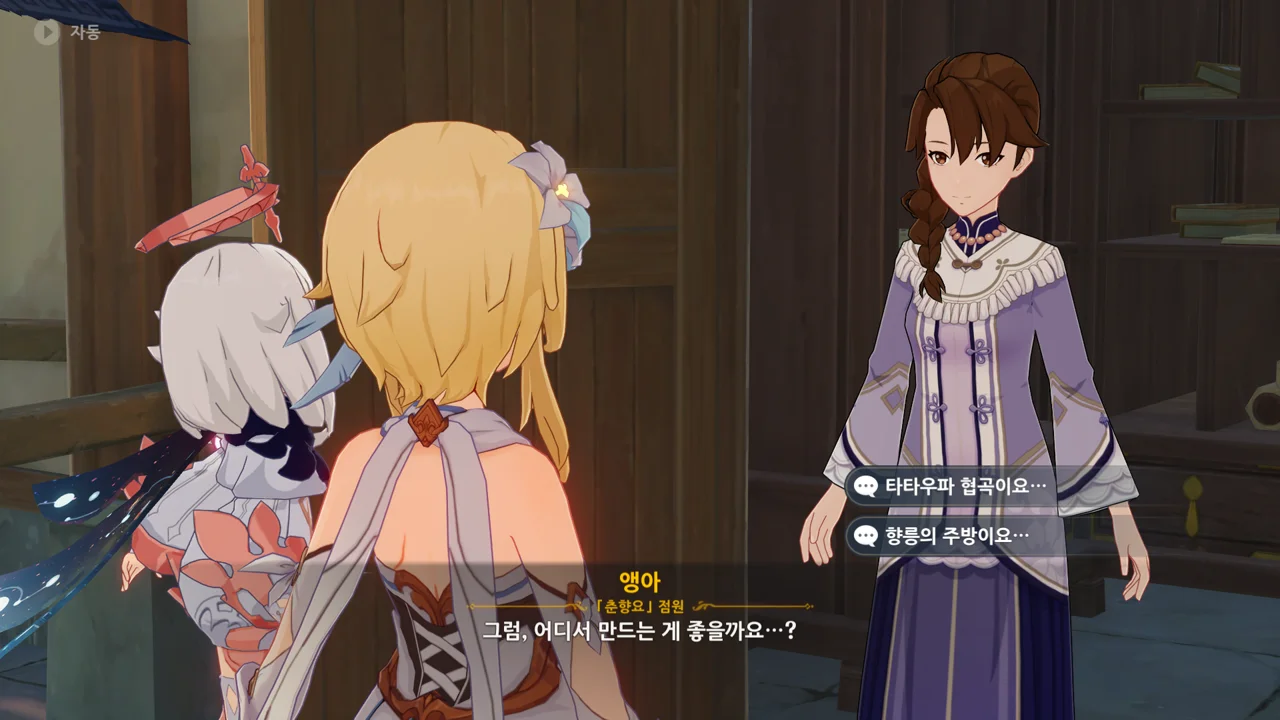 자동
타타우파 협곡이요…
향릉의 주방이요…
앵아
「춘향요」 점원
그럼, 어디서 만드는 게 좋을까요…?